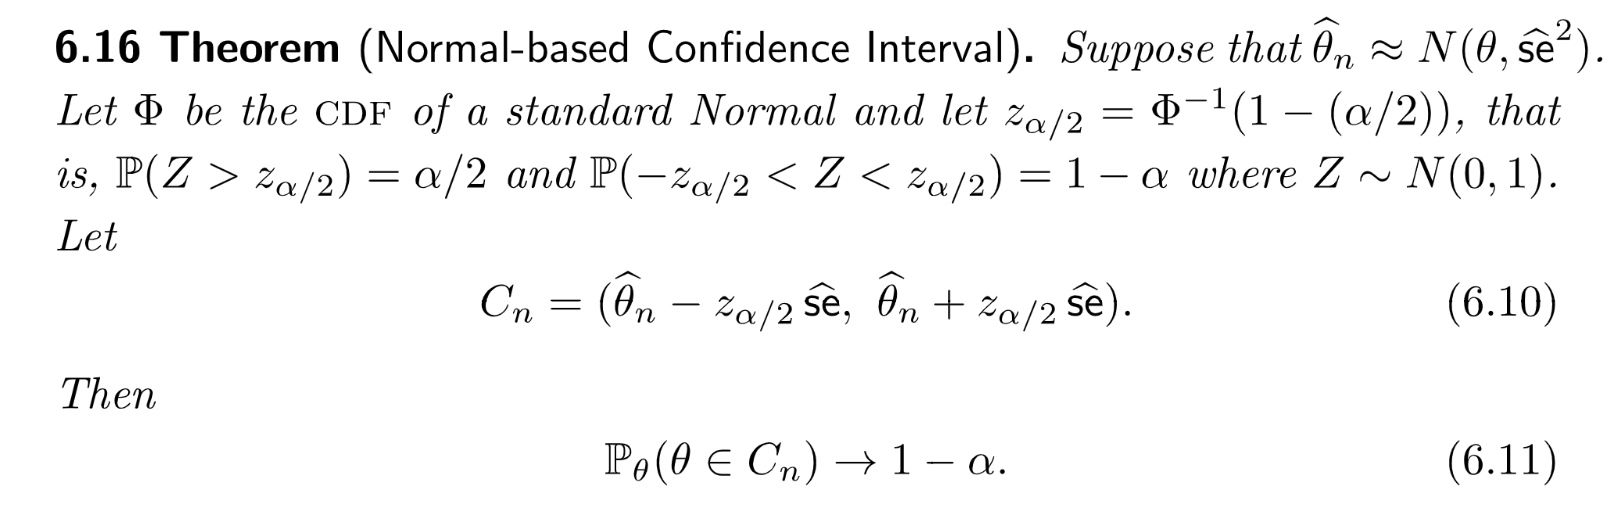 6.16 Theorem (Normal-based Confidence Interval). Suppose that θ̂ₙ ≈ N(θ, ŝe²).
Let Φ be the CDF of a standard Normal and let z_{α/2} = Φ⁻¹(1 − (α/2)), that
is, ℙ(Z > z_{α/2}) = α/2 and ℙ(−z_{α/2} < Z < z_{α/2}) = 1 − α where Z ∼ N(0, 1).
Let
Cₙ = (θ̂ₙ − z_{α/2} ŝe, θ̂ₙ + z_{α/2} ŝe). (6.10)
Then
ℙ_θ(θ ∈ Cₙ) → 1 − α. (6.11)